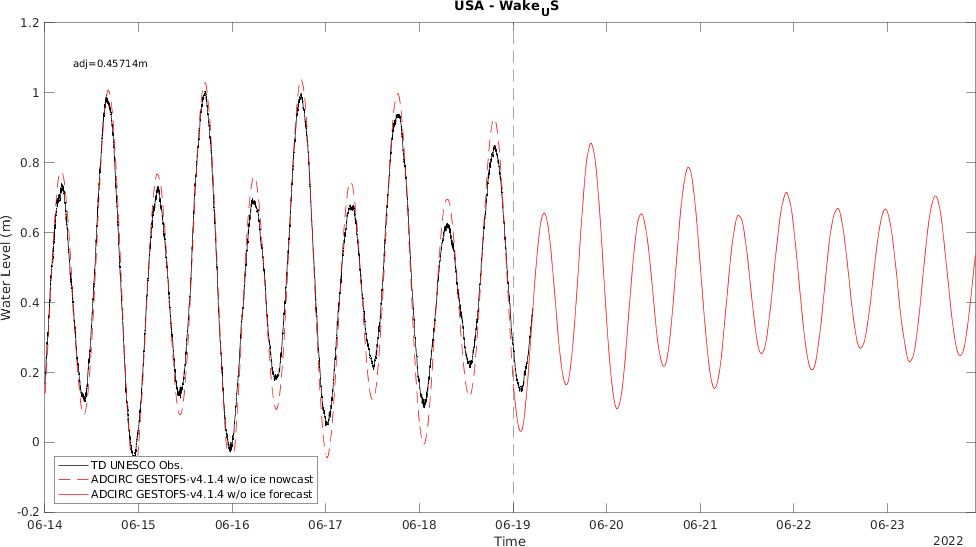 USA - Wake_US
adj=0.45714m
Water Level (m)
1.2
1
0.8
0.6
0.4
0.2
0
-0.2
TD UNESCO Obs.
ADCIRC GESTOFS-v4.1.4 w/o ice nowcast
ADCIRC GESTOFS-v4.1.4 w/o ice forecast
06-14 06-15 06-16 06-17 06-18 06-19 06-20 06-21 06-22 06-23
Time
2022